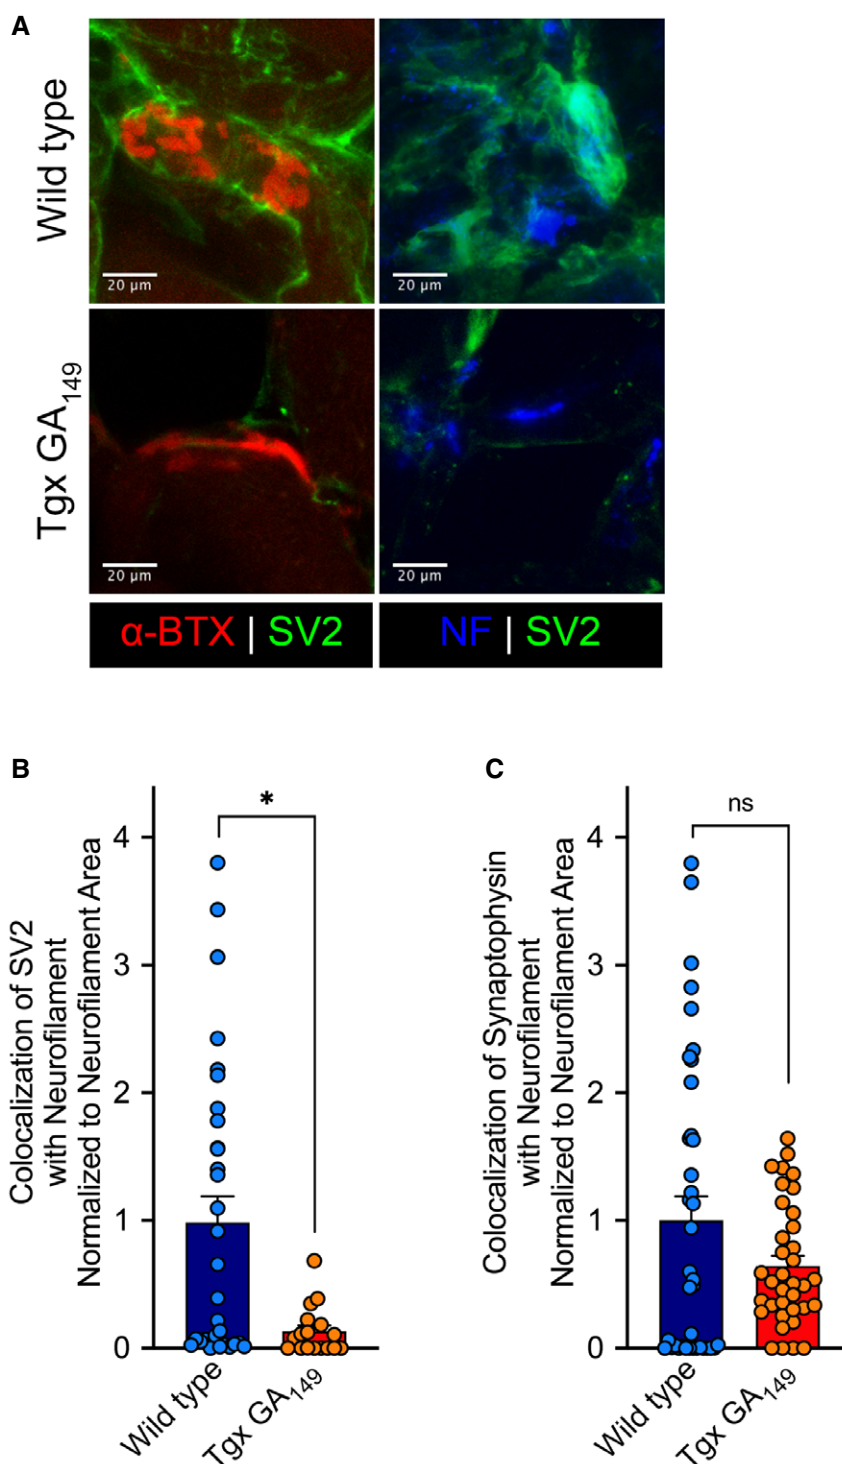 A
Wild type
20 µm
20 µm
Tgx GA149
20 µm
20 µm
α-BTX | SV2
NF | SV2
B
Colocalization of SV2
with Neurofilament
Normalized to Neurofilament Area
*
4
3
2
1
0
Wild type
Tgx GA149
C
Colocalization of Synaptophysin
with Neurofilament
Normalized to Neurofilament Area
ns
4
3
2
1
0
Wild type
Tgx GA149